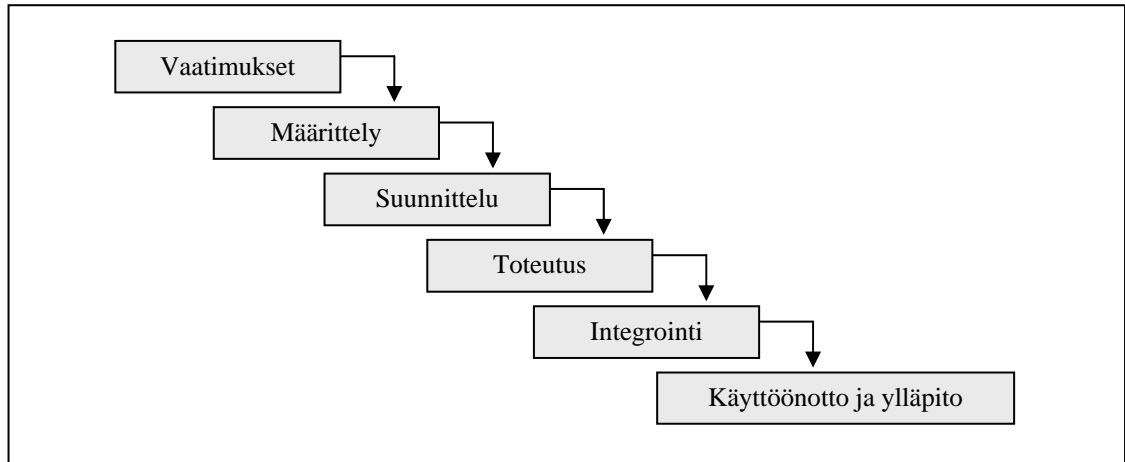 Vaatimukset
Määrittely
Suunnittelu
Toteutus
Integrointi
Käyttöönotto ja ylläpito